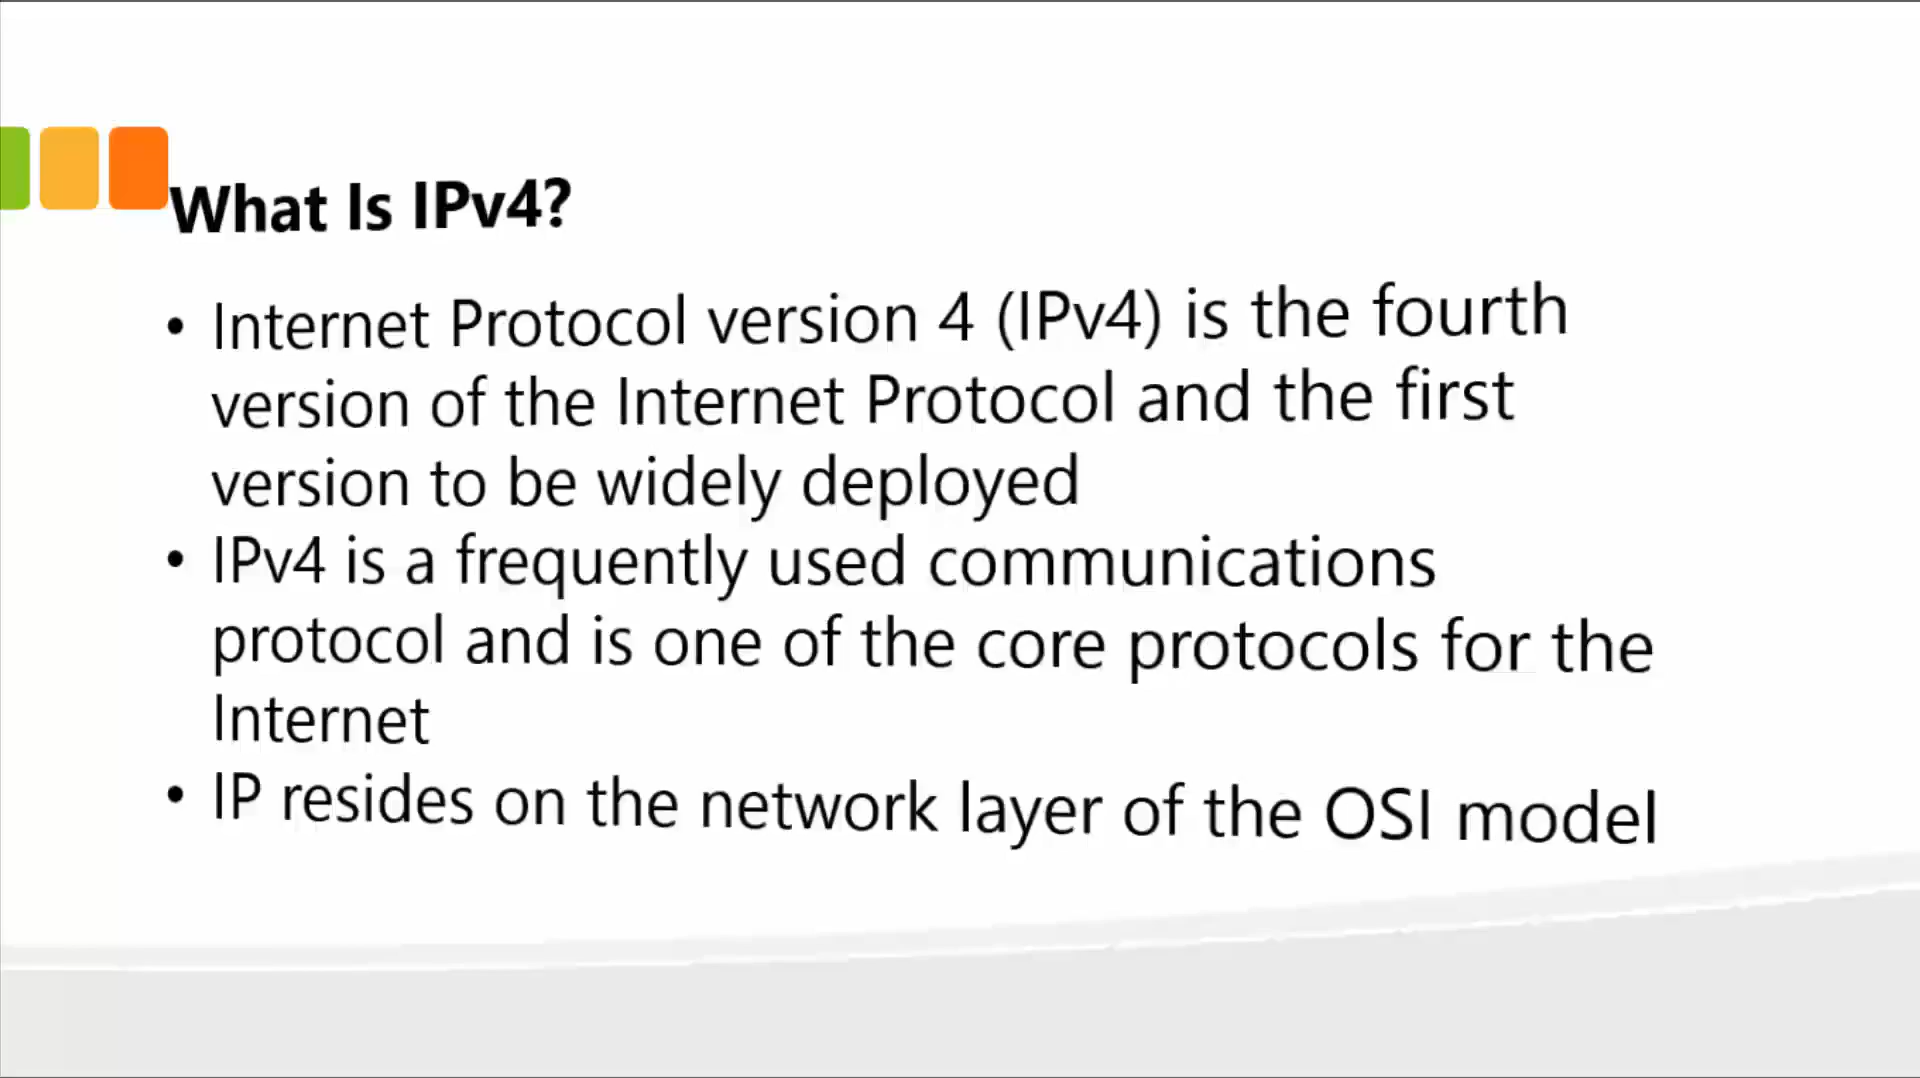 What Is IPv4?
• Internet Protocol version 4 (IPv4) is the fourth
version of the Internet Protocol and the first
version to be widely deployed
• IPv4 is a frequently used communications
protocol and is one of the core protocols for the
Internet
• IP resides on the network layer of the OSI model